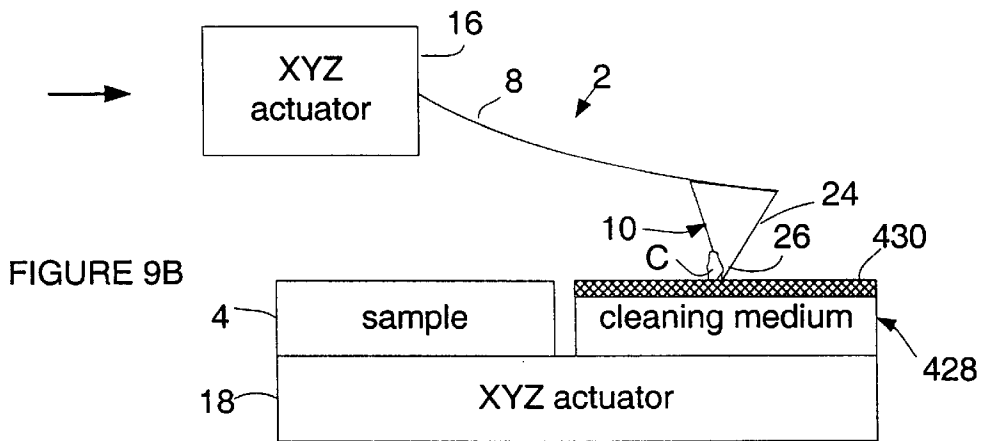 16
XYZ
actuator
8
2
24
10
26
430
C
FIGURE 9B
4
sample
cleaning medium
428
18
XYZ actuator